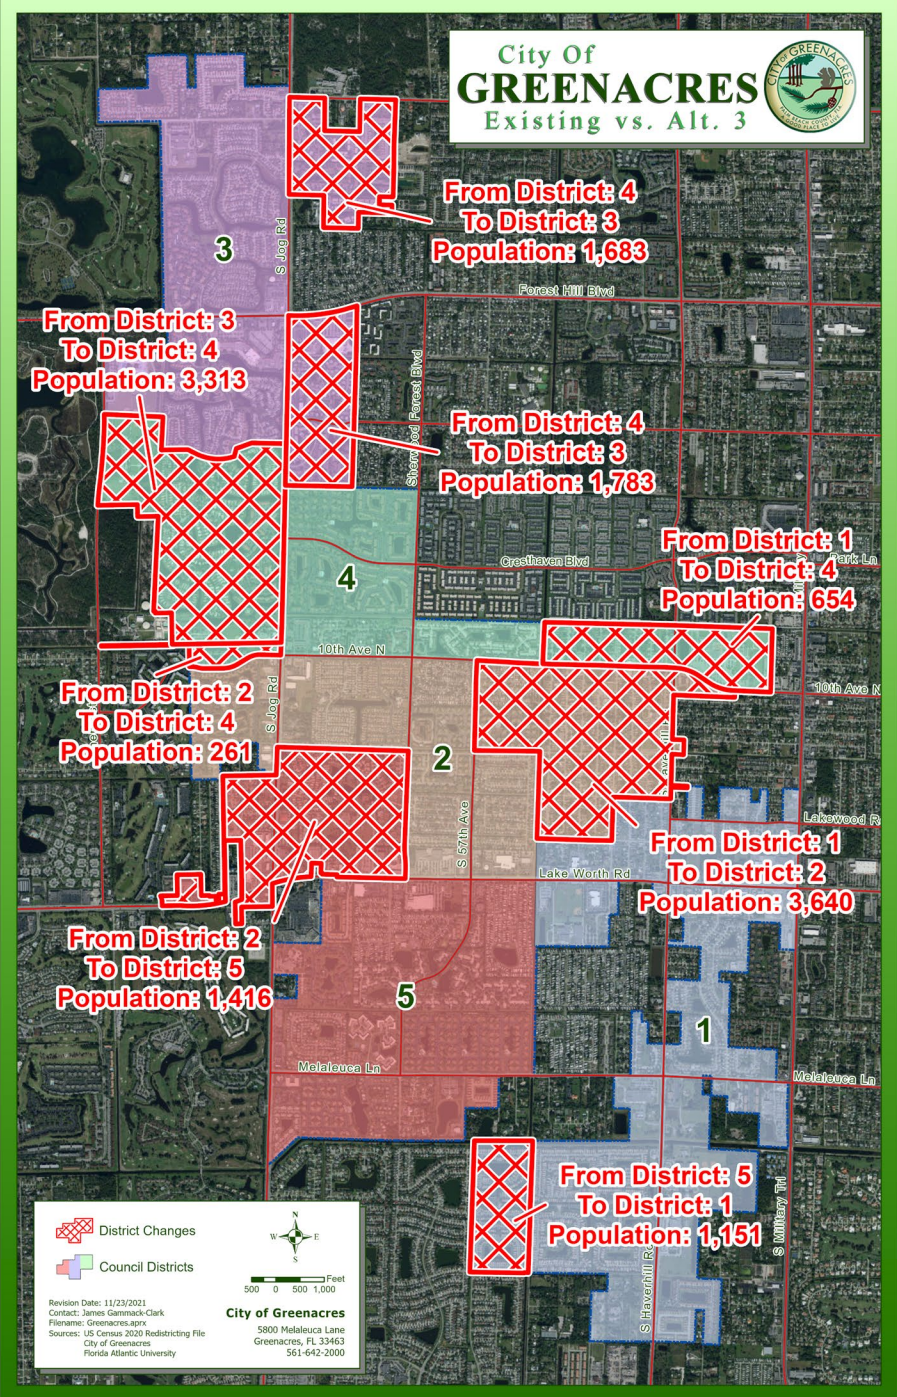 City Of
GREENACRES
Existing vs. Alt. 3
CITY OF GREENACRES
From District: 4
To District: 3
Population: 1,683
3
S Jog Rd
Forest Hill Blvd
From District: 3
To District: 4
Population: 3,313
Sherwood Forest Blvd
From District: 4
To District: 3
Population: 1,783
From District: 1
To District: 4
Population: 654
Park Ln
Cresthaven Blvd
4
10th Ave N
From District: 2
To District: 4
Population: 261
S Jog Rd
10th Ave N
2
S 57th Ave
Lakewood R
From District: 1
To District: 2
Population: 3,640
Lake Worth Rd
From District: 2
To District: 5
Population: 1,416
5
1
Melaleuca Ln
Melaleuca Ln
From District: 5
To District: 1
Population: 1,151
S Military Trl
S Haverhill Rd
District Changes
Council Districts
N
W E
S
Feet
500 0 500 1,000
Revision Date: 11/23/2021
Contact: James Gammack-Clark
Filename: Greenacres.aprx
Sources: US Census 2020 Redistricting File
City of Greenacres
Florida Atlantic University
City of Greenacres
5800 Melaleuca Lane
Greenacres, FL 33463
561-642-2000